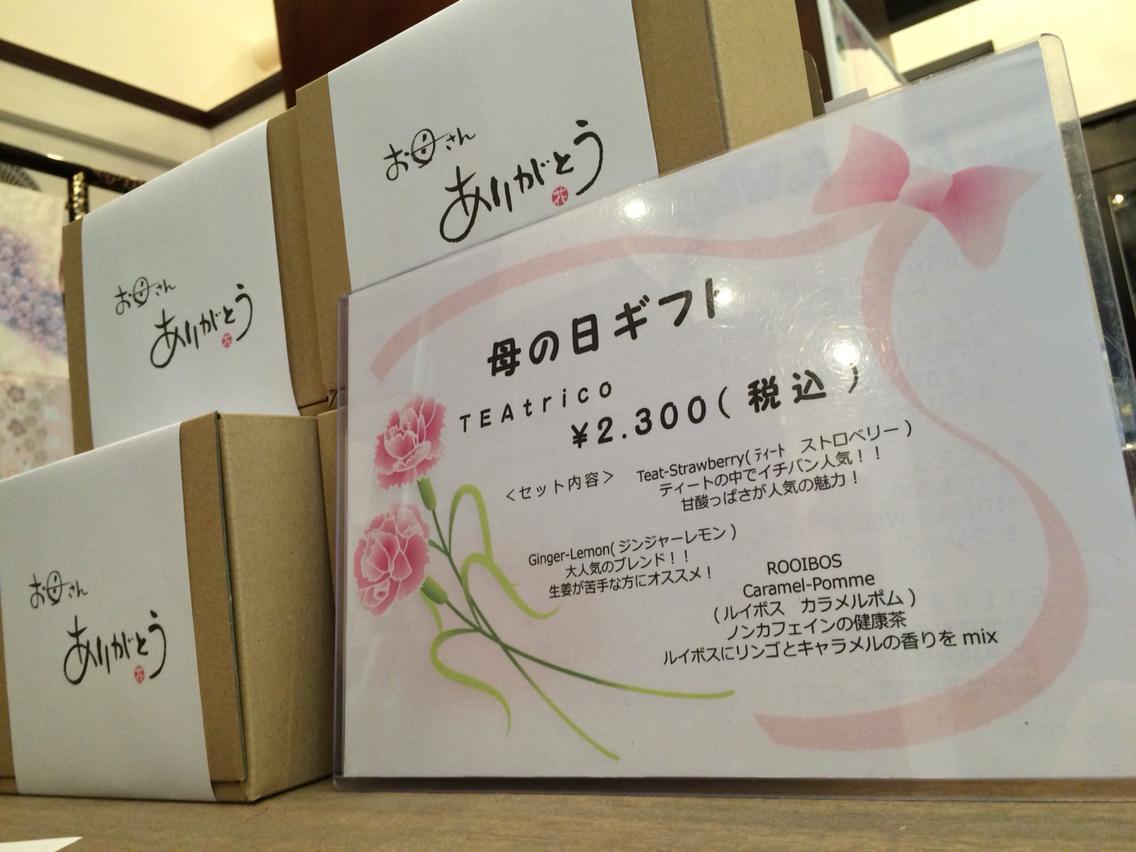 お母さん
ありがとう
花
お母さん
ありがとう
花
お母さん
ありがとう
花
母の日ギフト
TEAtrico
¥2.300(税込)
＜セット内容＞
Teat-Strawberry(ティート ストロベリー)
ティートの中でイチバン人気！！
甘酸っぱさが人気の魅力！
Ginger-Lemon(ジンジャーレモン)
大人気のブレンド！！
生姜が苦手な方にオススメ！
ROOIBOS
Caramel-Pomme
(ルイボス カラメルポム)
ノンカフェインの健康茶
ルイボスにリンゴとキャラメルの香りをmix